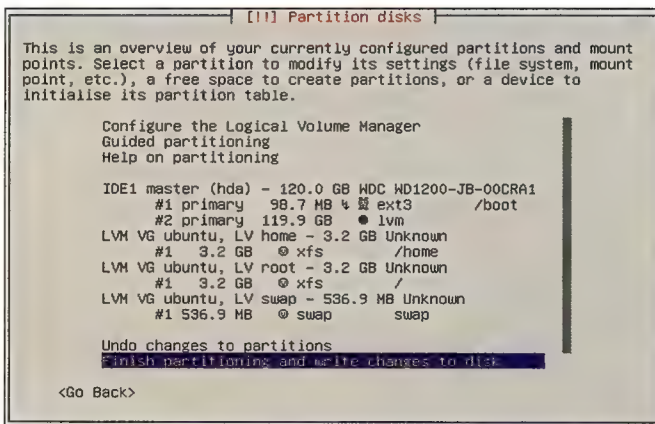 [!!] Partition disks
This is an overview of your currently configured partitions and mount
points. Select a partition to modify its settings (file system, mount
point, etc.), a free space to create partitions, or a device to
initialise its partition table.
Configure the Logical Volume Manager
Guided partitioning
Help on partitioning
IDE1 master (hda) - 120.0 GB WDC WD1200-JB-00CRA1
#1 primary 98.7 MB ext3 /boot
#2 primary 119.9 GB lvm
LVM VG ubuntu, LV home - 3.2 GB Unknown
#1 3.2 GB xfs /home
LVM VG ubuntu, LV root - 3.2 GB Unknown
#1 3.2 GB xfs /
LVM VG ubuntu, LV swap - 536.9 MB Unknown
#1 536.9 MB swap swap
Undo changes to partitions
Finish partitioning and write changes to disk
<Go Back>